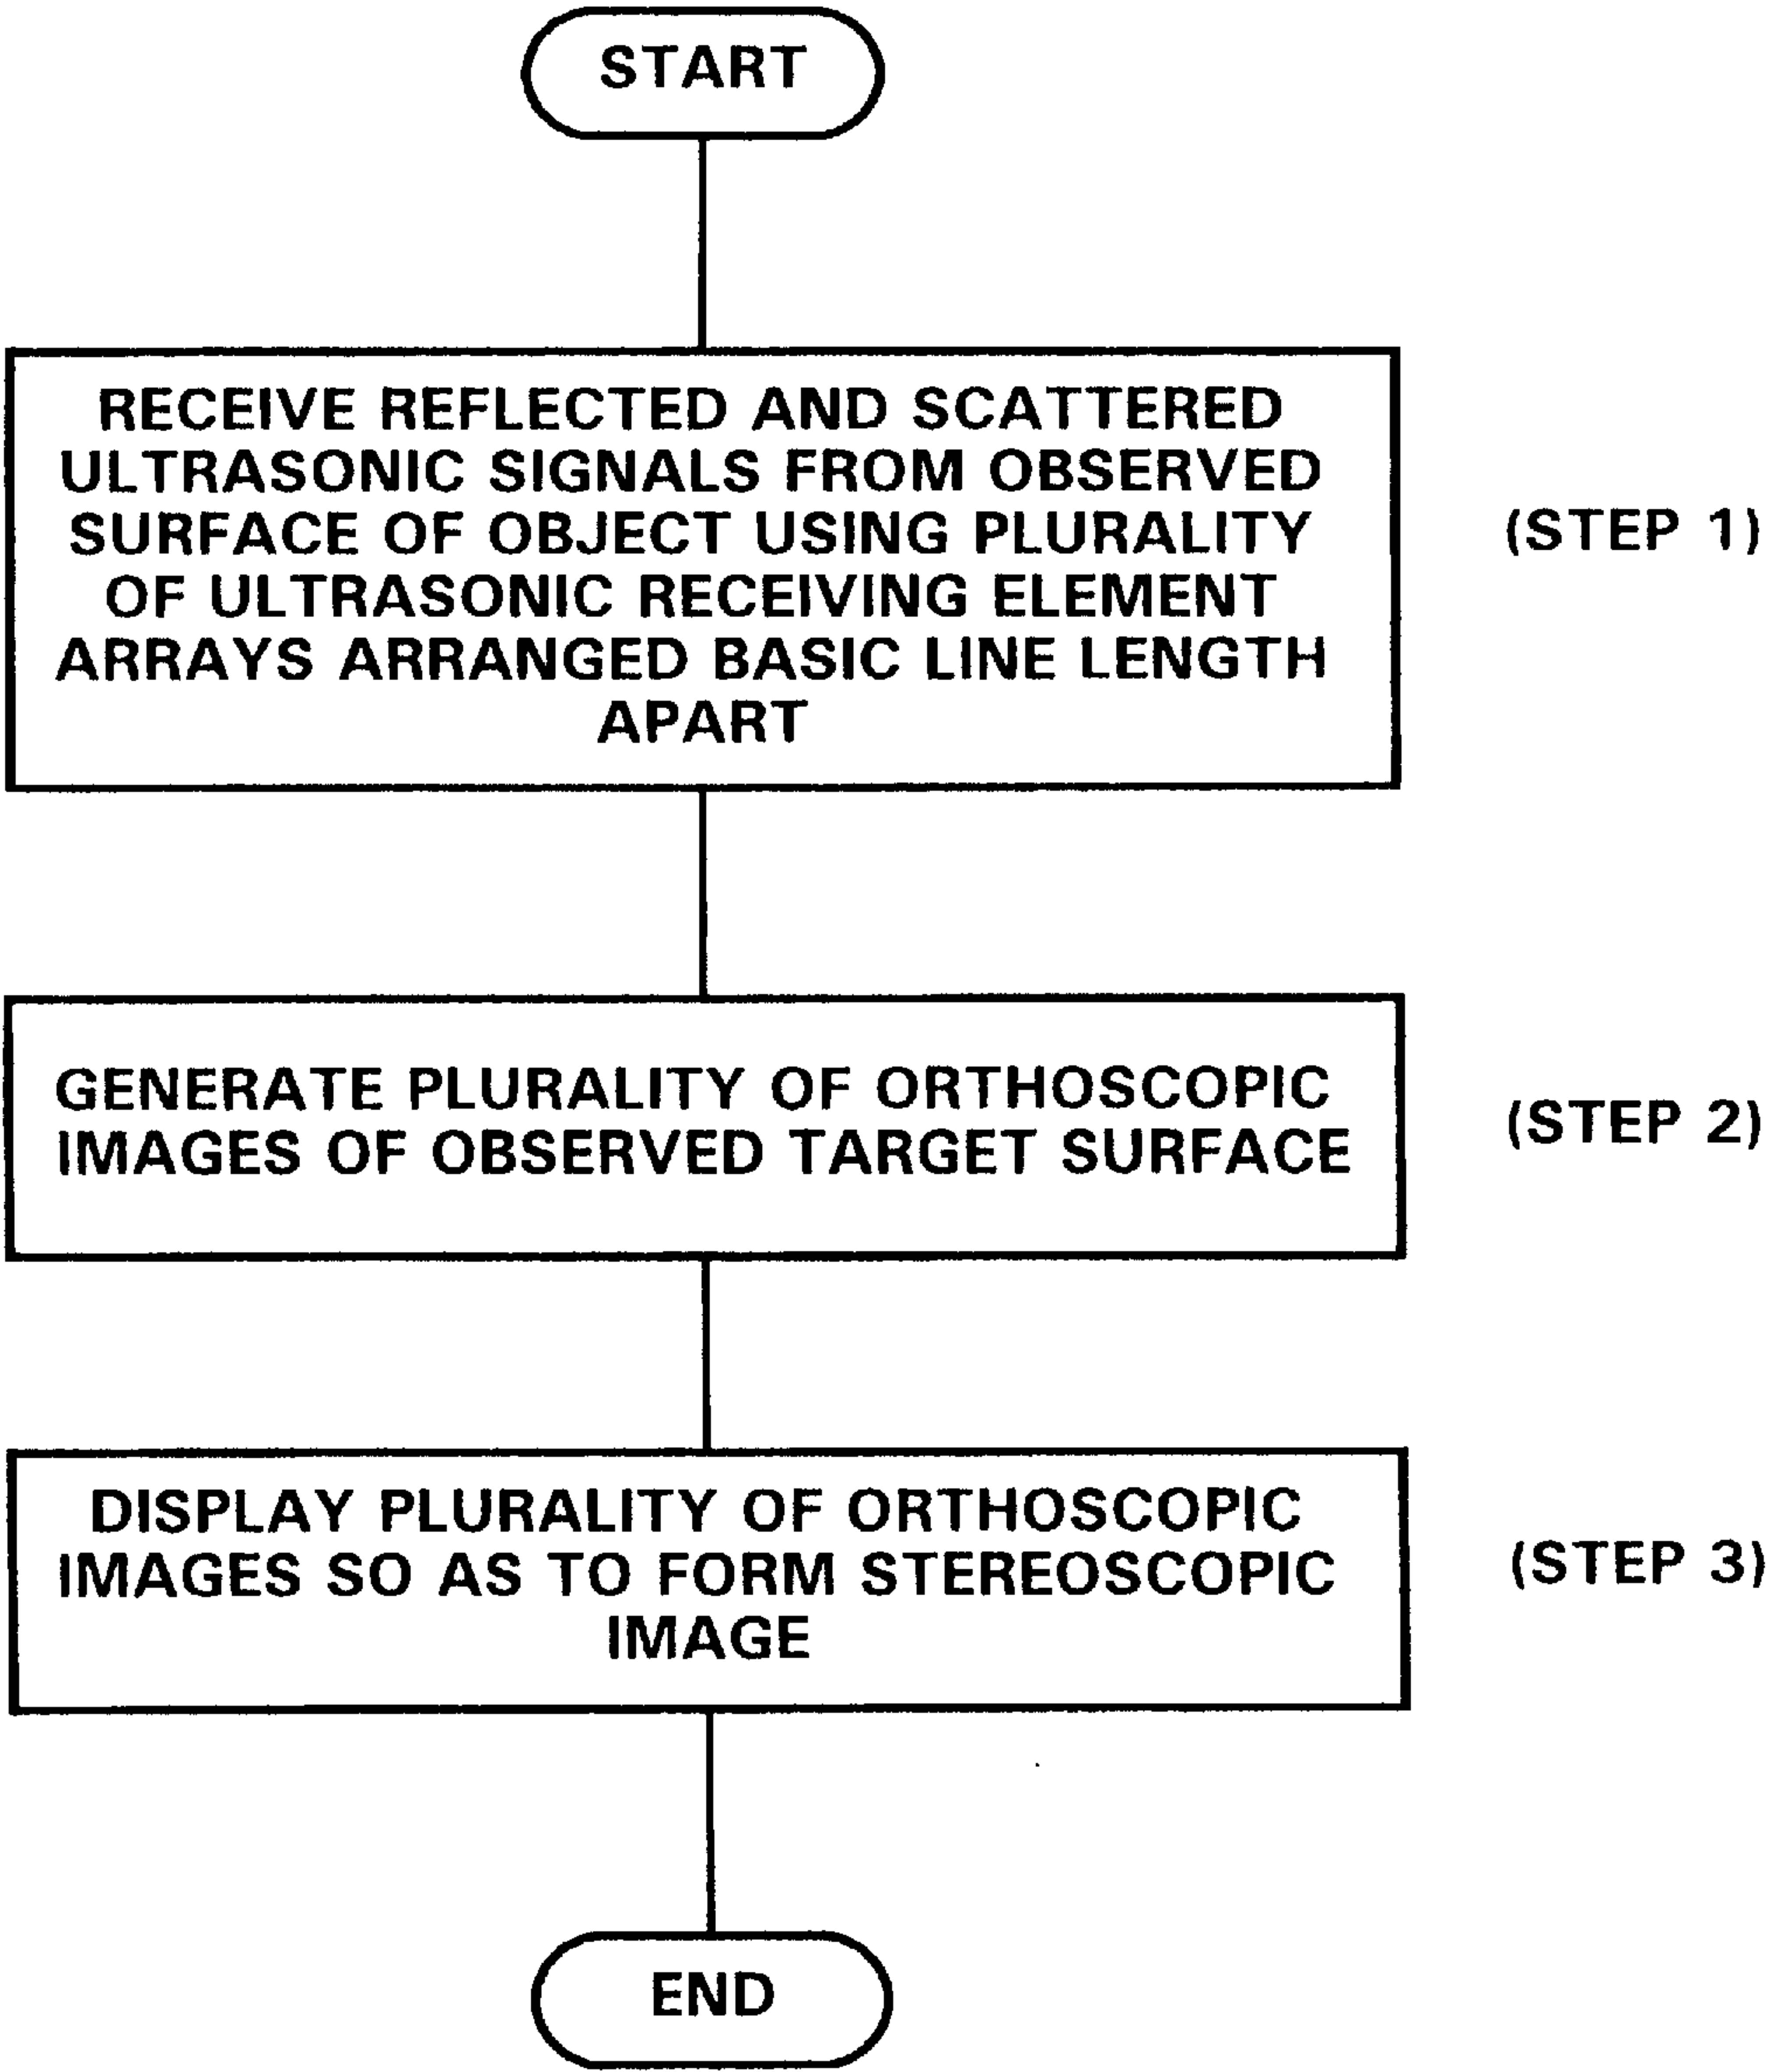 START
RECEIVE REFLECTED AND SCATTERED
ULTRASONIC SIGNALS FROM OBSERVED
SURFACE OF OBJECT USING PLURALITY
OF ULTRASONIC RECEIVING ELEMENT
ARRAYS ARRANGED BASIC LINE LENGTH
APART
(STEP 1)
GENERATE PLURALITY OF ORTHOSCOPIC
IMAGES OF OBSERVED TARGET SURFACE
(STEP 2)
DISPLAY PLURALITY OF ORTHOSCOPIC
IMAGES SO AS TO FORM STEREOSCOPIC
IMAGE
(STEP 3)
END